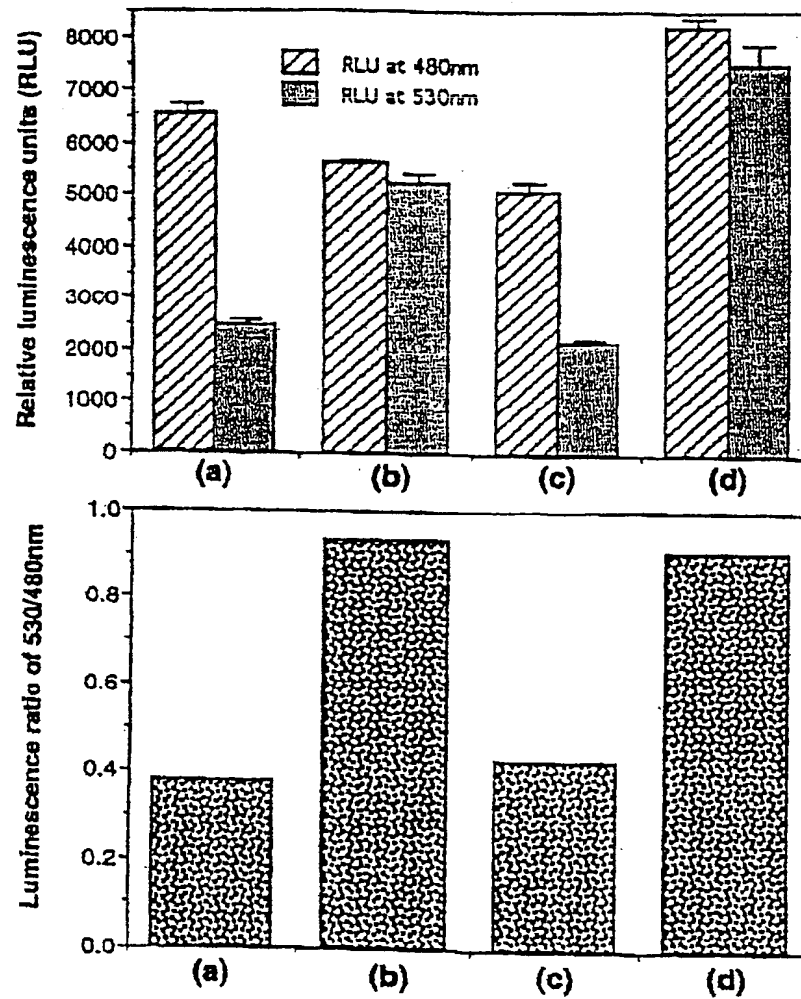 Relative luminescence units (RLU)
8000
7000
6000
5000
4000
3000
2000
1000
0
RLU at 480nm
RLU at 530nm
(a) (b) (c) (d)
Luminescence ratio of 530/480nm
1.0
0.8
0.6
0.4
0.2
0.0
(a) (b) (c) (d)